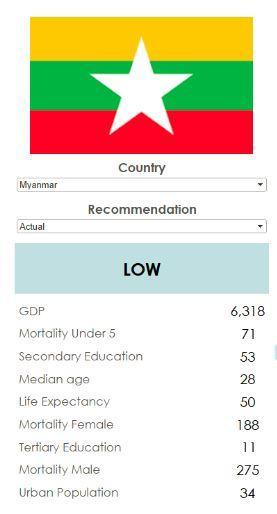 Country
Myanmar
Recommendation
Actual
LOW
GDP 6,318
Mortality Under 5 71
Secondary Education 53
Median age 28
Life Expectancy 50
Mortality Female 188
Tertiary Education 11
Mortality Male 275
Urban Population 34